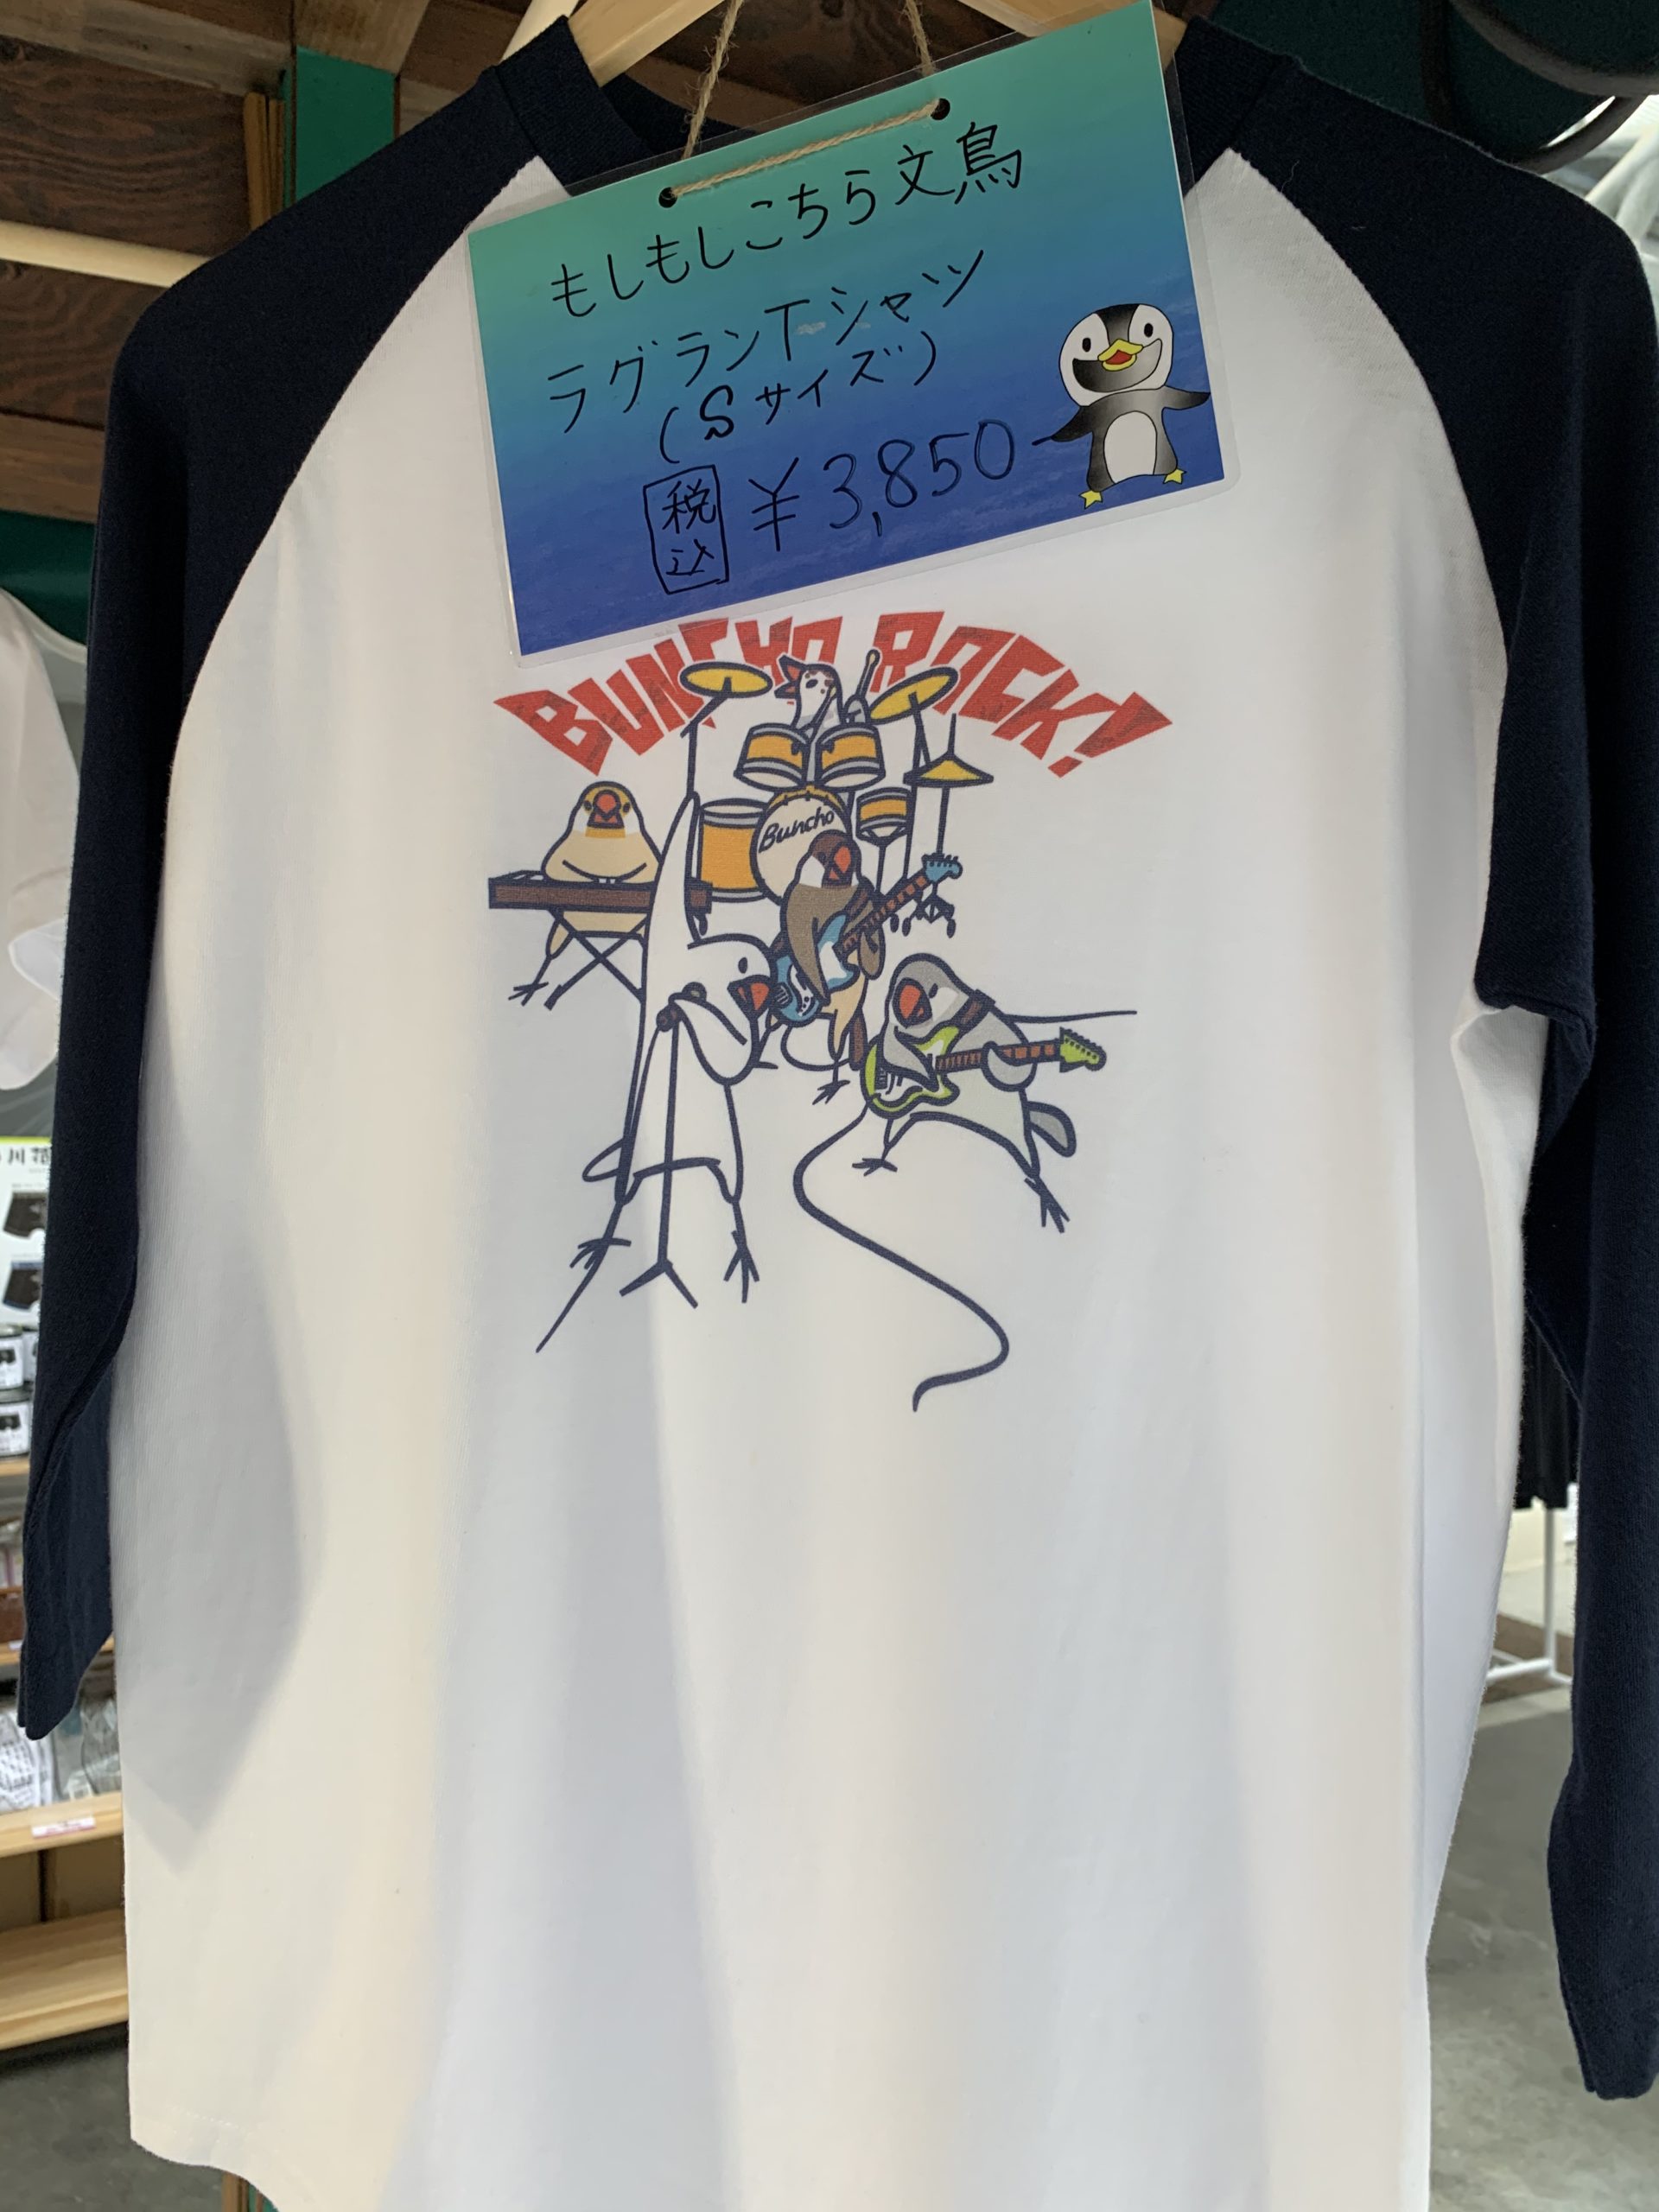 もしもしこちら文鳥
ラグランTシャツ
(Sサイズ)
税込 ¥3,850
BUNCHO ROCK!
Buncho